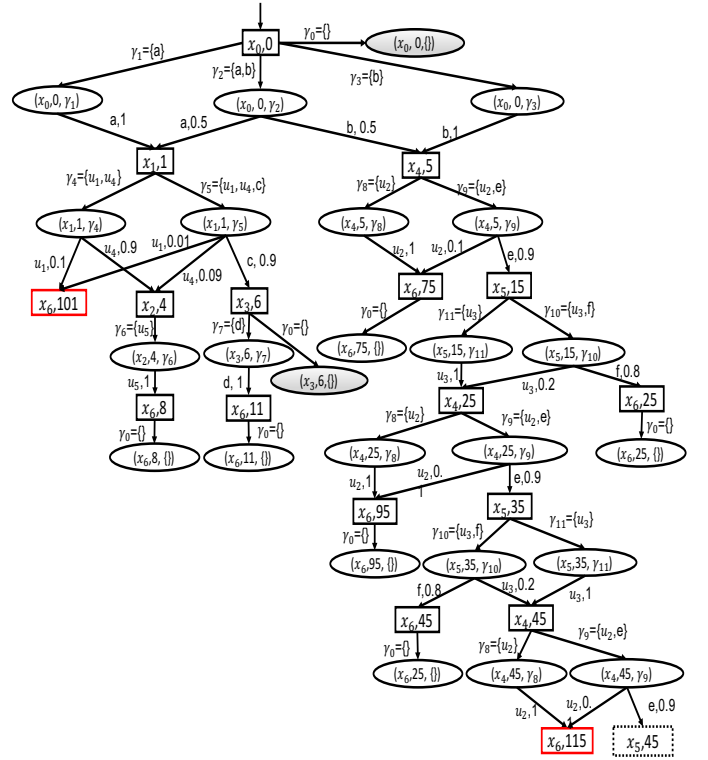 γ₀={}
x₀,0
(x₀, 0,{})
γ₁={a}
γ₂={a,b}
γ₃={b}
(x₀,0, γ₁)
(x₀, 0, γ₂)
(x₀, 0, γ₃)
a,1
a,0.5
b, 0.5
b,1
x₁,1
x₄,5
γ₄={u₁,u₄}
γ₅={u₁,u₄,c}
γ₈={u₂}
γ₉={u₂,e}
(x₁,1, γ₄)
(x₁,1, γ₅)
(x₄,5, γ₈)
(x₄,5, γ₉)
u₁,0.1
u₄,0.9
u₁,0.01
u₄,0.09
c, 0.9
u₂,1
u₂,0.1
e,0.9
x₆,101
x₂,4
x₃,6
x₆,75
x₅,15
γ₆={u₅}
γ₇={d}
γ₀={}
γ₀={}
γ₁₁={u₃}
γ₁₀={u₃,f}
(x₂,4, γ₆)
(x₃,6, γ₇)
(x₃,6,{})
(x₆,75, {})
(x₅,15, γ₁₁)
(x₅,15, γ₁₀)
u₅,1
d, 1
u₃,1
u₃,0.2
f,0.8
x₆,8
x₆,11
x₄,25
x₆,25
γ₀={}
γ₀={}
γ₈={u₂}
γ₉={u₂,e}
γ₀={}
(x₆,8, {})
(x₆,11, {})
(x₄,25, γ₈)
(x₄,25, γ₉)
(x₆,25, {})
u₂,1
u₂,0.
1
e,0.9
x₆,95
x₅,35
γ₀={}
γ₁₀={u₃,f}
γ₁₁={u₃}
(x₆,95, {})
(x₅,35, γ₁₀)
(x₅,35, γ₁₁)
f,0.8
u₃,0.2
u₃,1
x₆,45
x₄,45
γ₀={}
γ₈={u₂}
γ₉={u₂,e}
(x₆,25, {})
(x₄,45, γ₈)
(x₄,45, γ₉)
u₂,1
u₂,0.
1
e,0.9
x₆,115
x₅,45